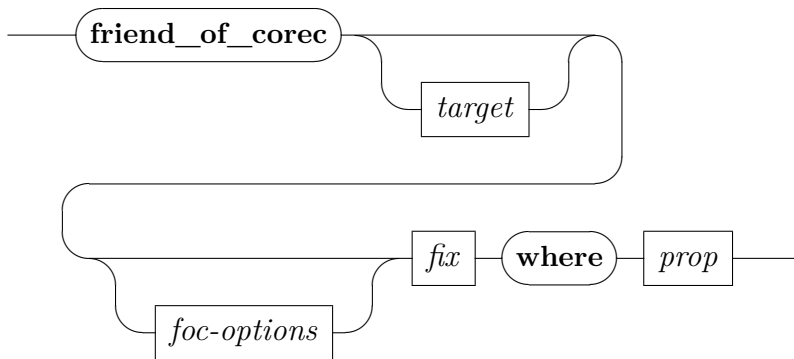 friend_of_corec
target
fix where prop
foc-options